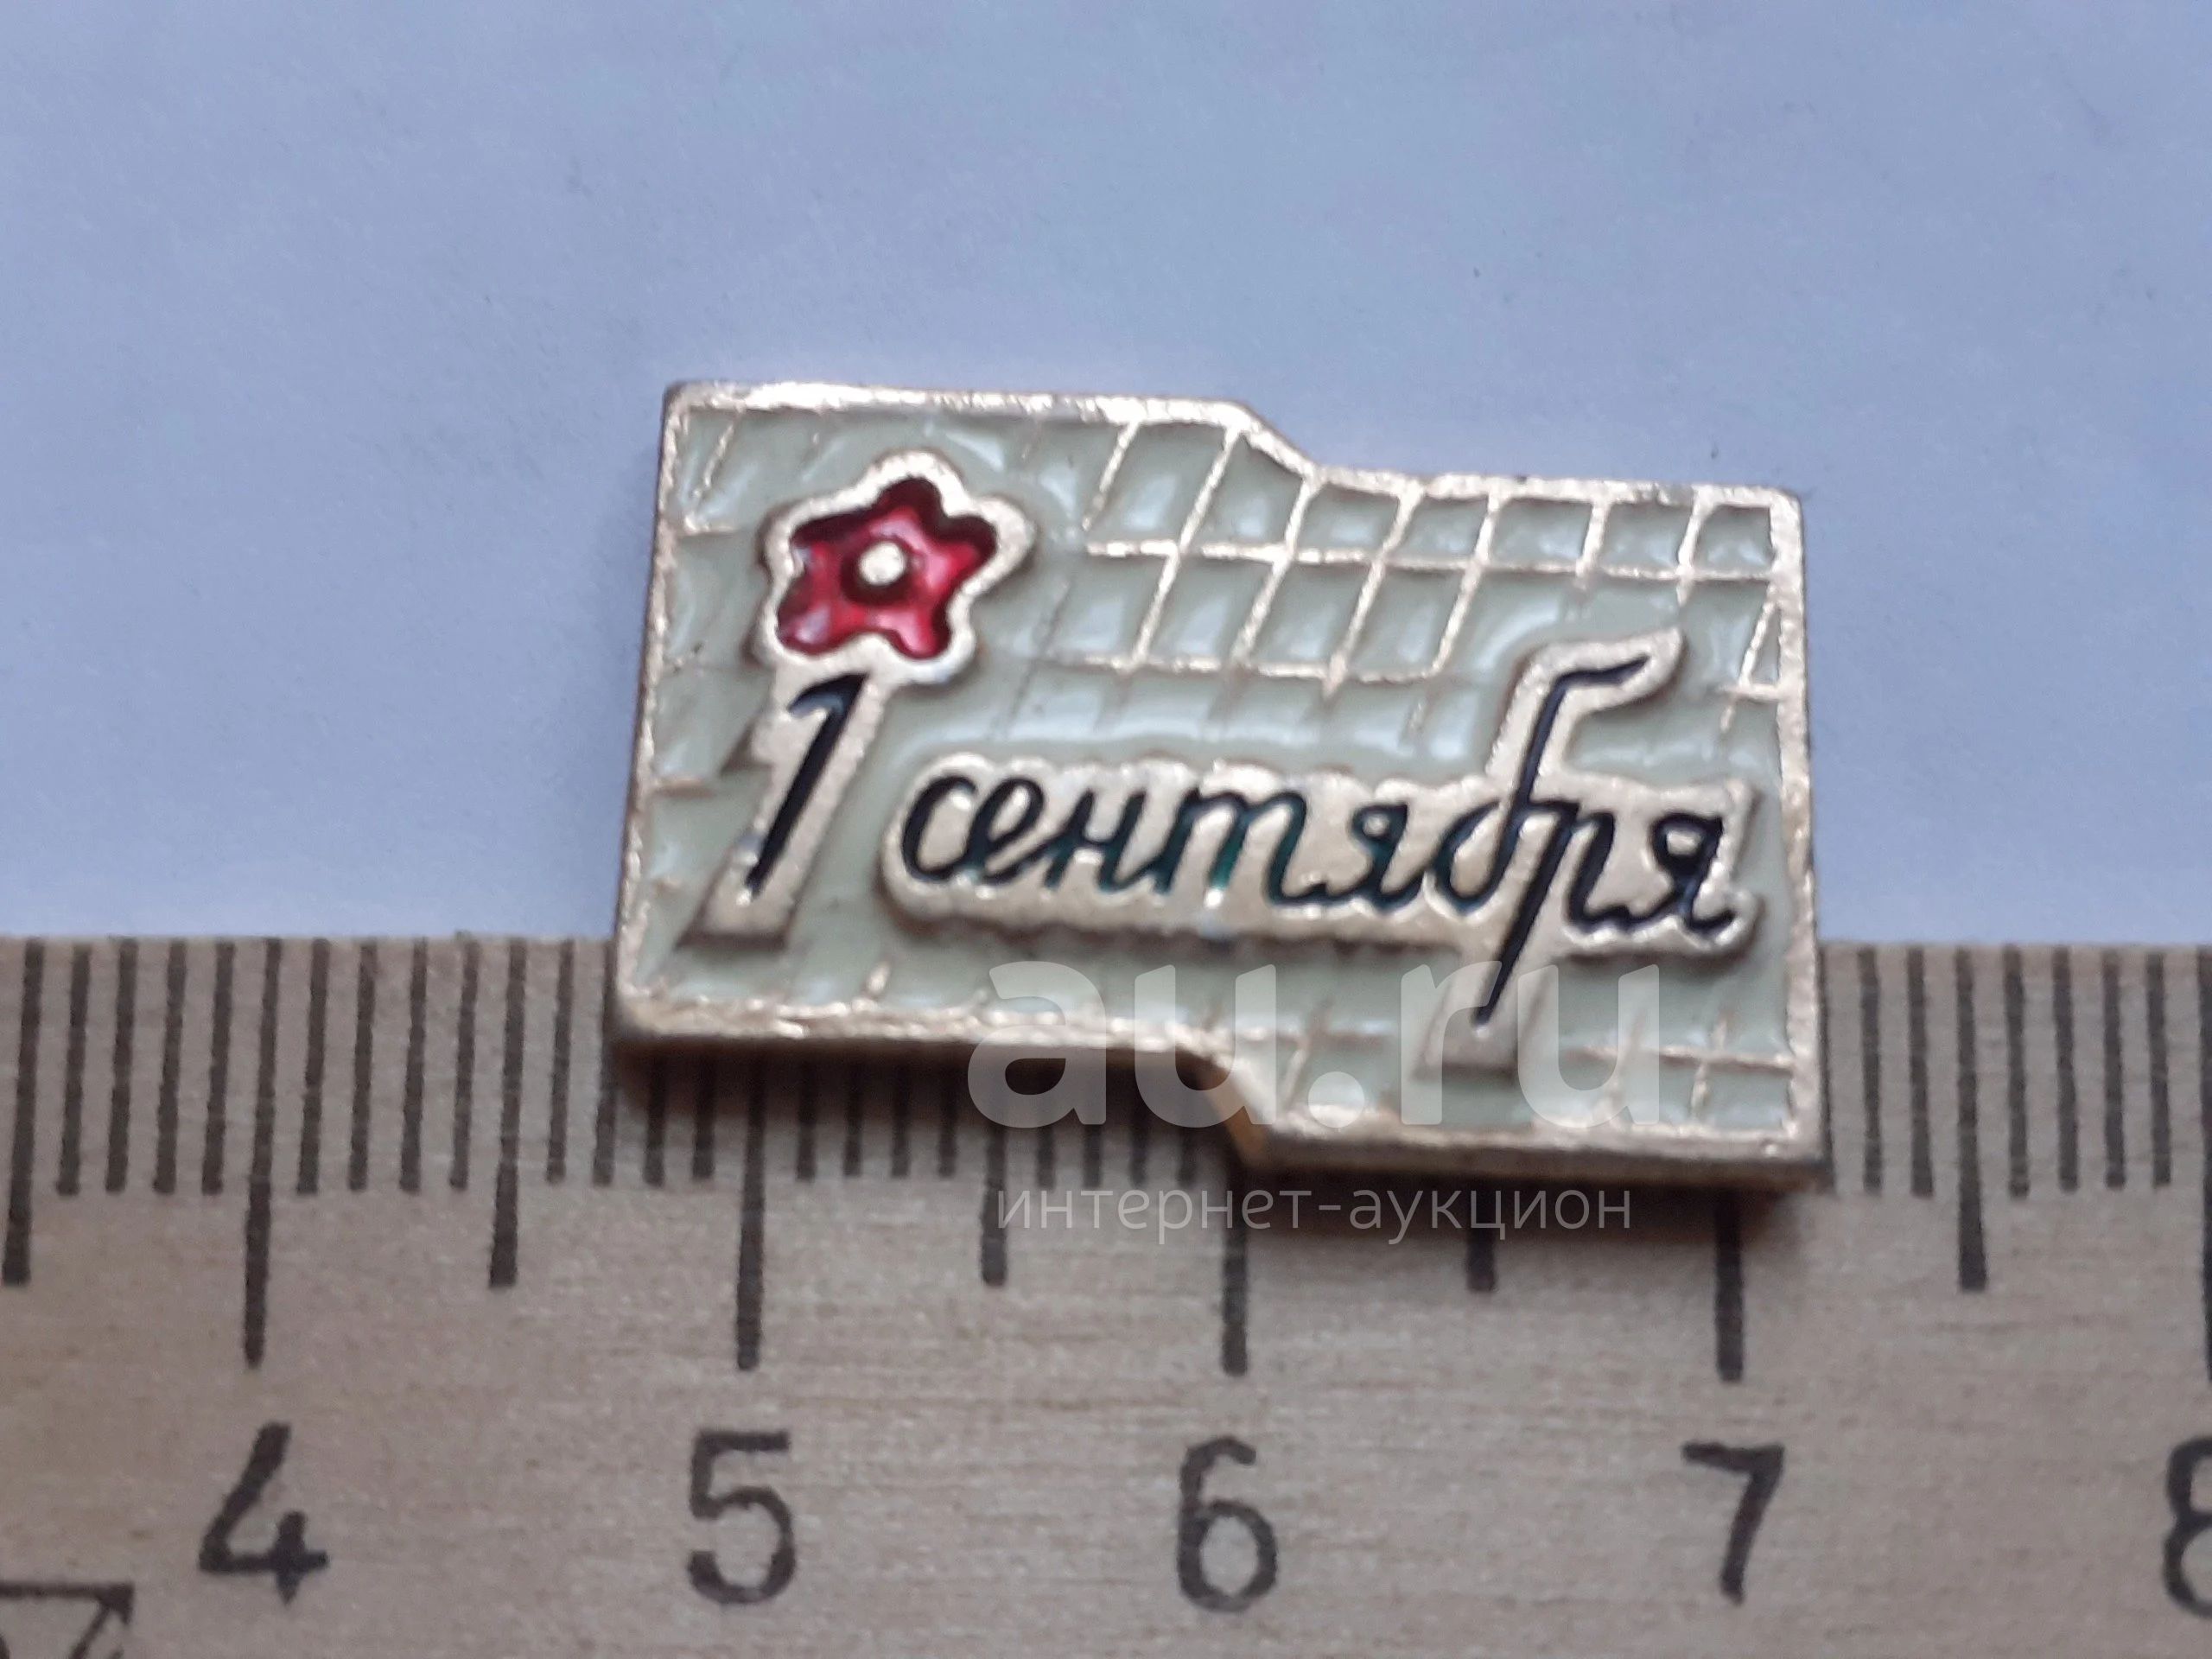 1 сентября
au.ru
интернет-аукцион
4 5 6 7 8